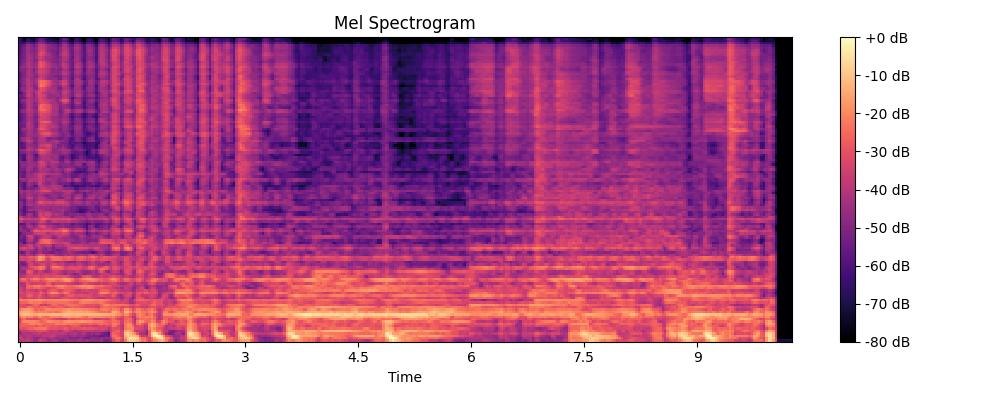 Mel Spectrogram
+0 dB
-10 dB
-20 dB
-30 dB
-40 dB
-50 dB
-60 dB
-70 dB
-80 dB
0 1.5 3 4.5 6 7.5 9
Time